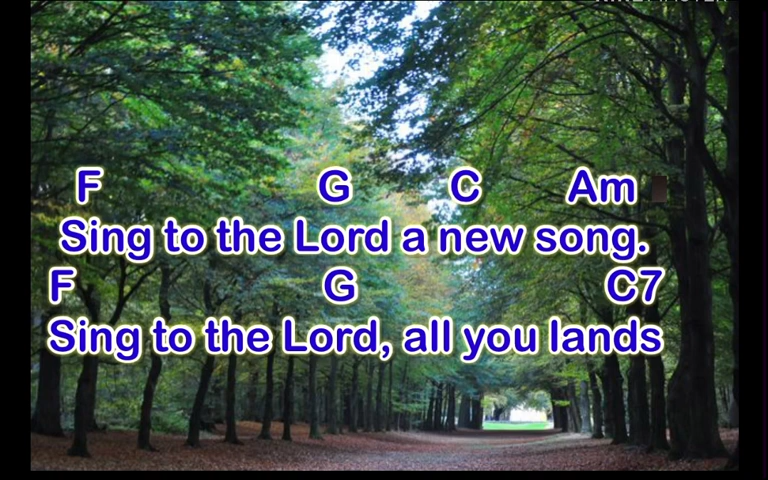 F G C Am
Sing to the Lord a new song.
F G C7
Sing to the Lord, all you lands